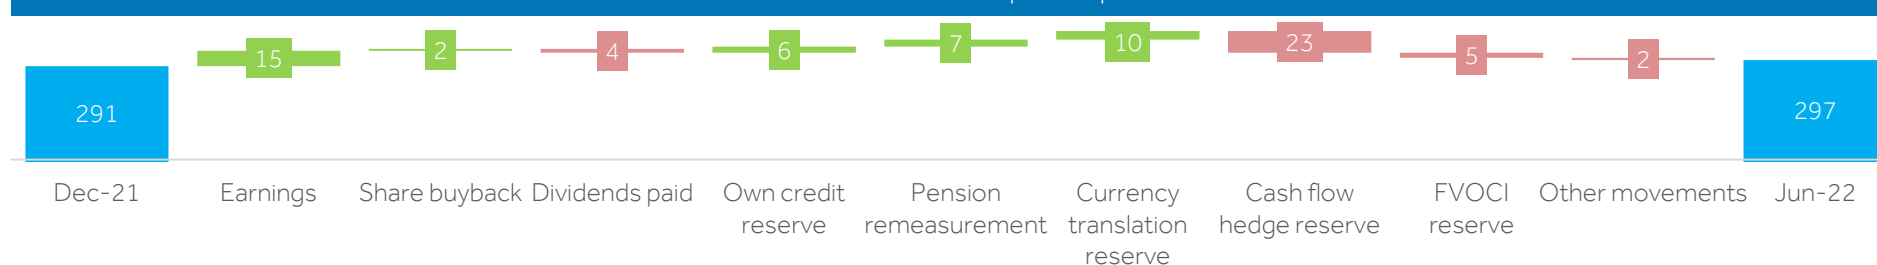 15 2 4 6 7 10 23 5 2
291 297
Dec-21 Earnings Share buyback Dividends paid Own credit Pension Currency Cash flow FVOCI Other movements Jun-22
reserve remeasurement translation hedge reserve reserve
reserve